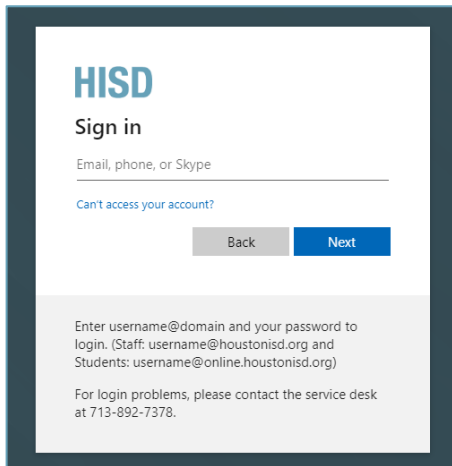 HISD
Sign in
Email, phone, or Skype
Can't access your account?
Back Next
Enter username@domain and your password to
login. (Staff: username@houstonisd.org and
Students: username@online.houstonisd.org)
For login problems, please contact the service desk
at 713-892-7378.